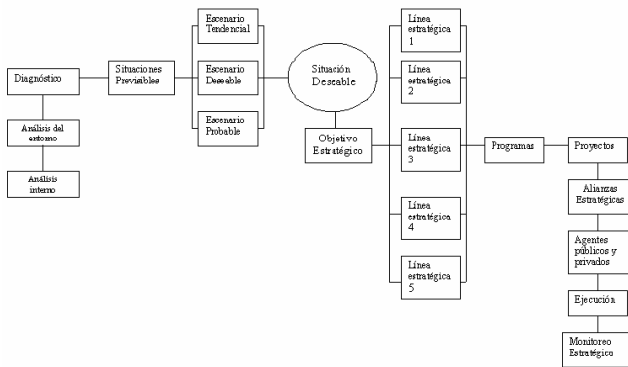 Diagnóstico
Análisis del
entorno
Análisis
interno
Situaciones
Previsibles
Escenario
Tendencial
Escenario
Deseable
Escenario
Probable
Situación
Deseable
Objetivo
Estratégico
Línea
estratégica
1
Línea
estratégica
2
Línea
estratégica
3
Línea
estratégica
4
Línea
estratégica
5
Programas
Proyectos
Alianzas
Estratégicas
Agentes
públicos y
privados
Ejecución
Monitoreo
Estratégico